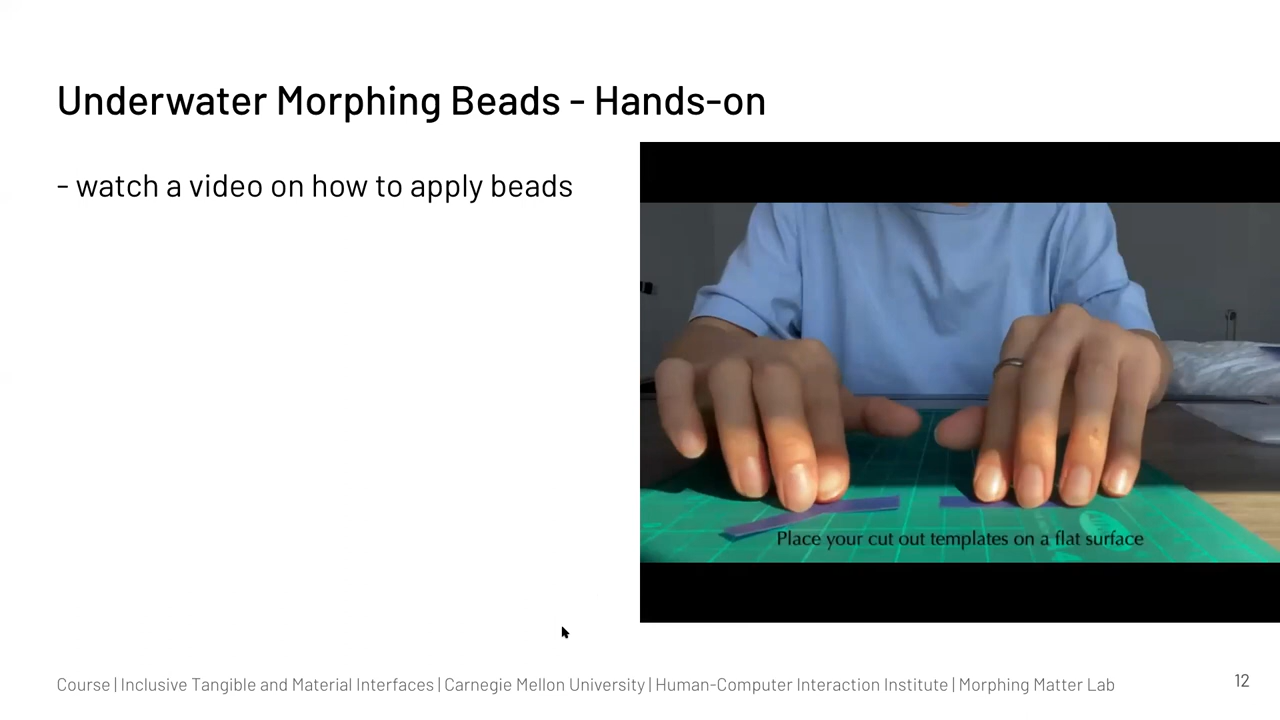 Underwater Morphing Beads - Hands-on
- watch a video on how to apply beads
Place your cut out templates on a flat surface
Course | Inclusive Tangible and Material Interfaces | Carnegie Mellon University | Human-Computer Interaction Institute | Morphing Matter Lab
12